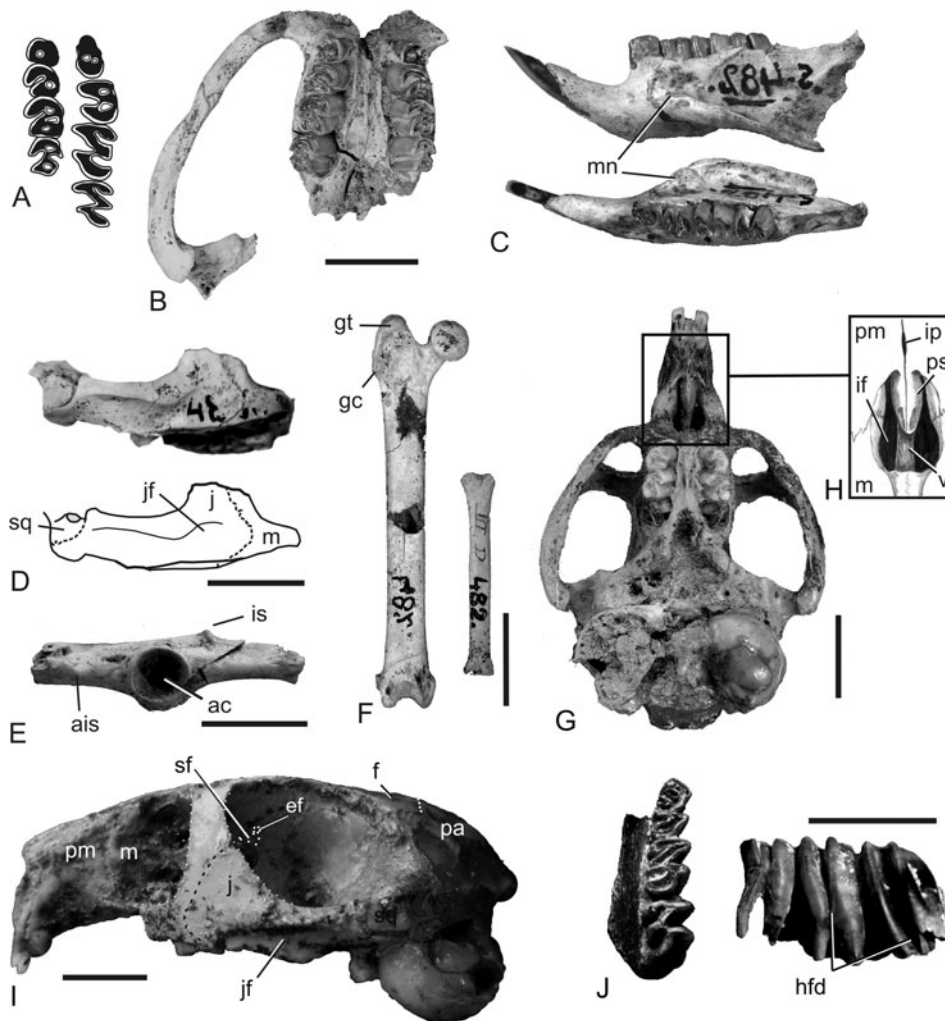 A
B
S. 482.
mn
C
gt
gc
pm
ip
ps
if
v
m
H
jf
j
sq
m
D
is
ac
ais
E
482
m D
482.
F
G
sf
f
ef
pa
pm
m
j
sq
jf
I
J
hfd